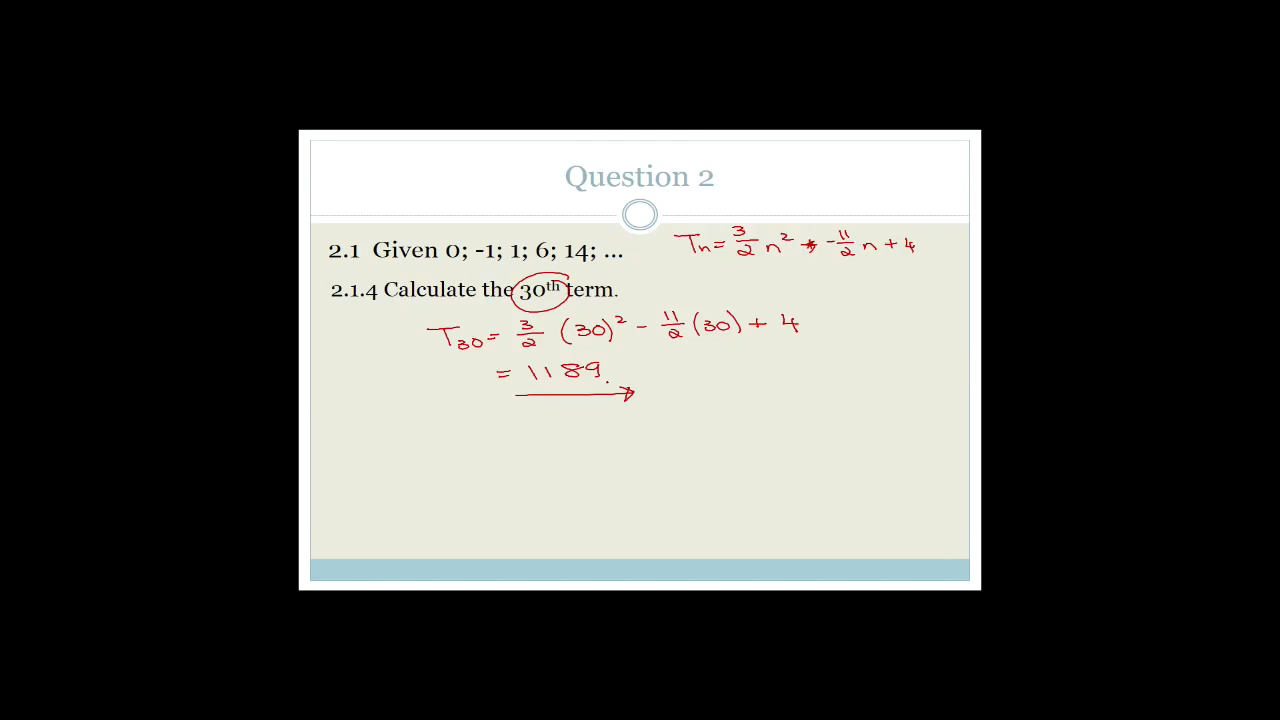 Question 2
2.1 Given 0; -1; 1; 6; 14; ...
Tn = 3/2 n² - 11/2 n + 4
2.1.4 Calculate the 30th term.
T30 = 3/2 (30)² - 11/2 (30) + 4
= 1189.